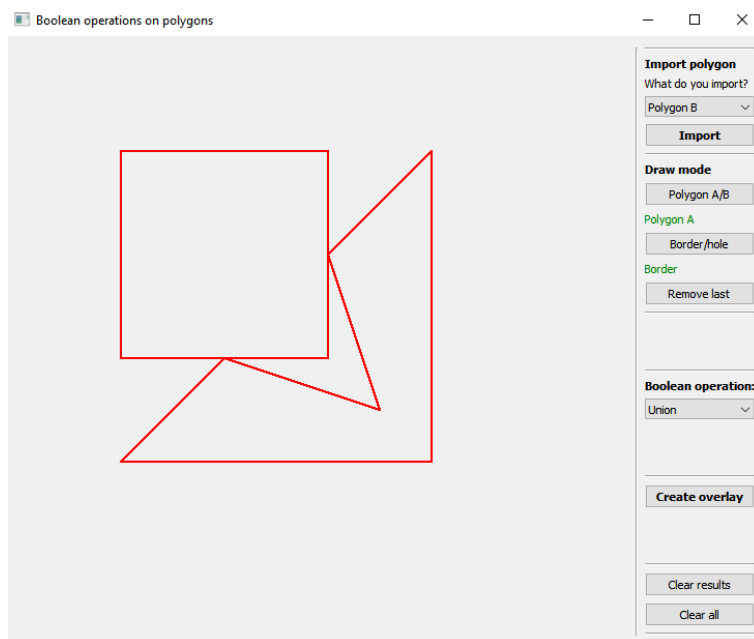 Boolean operations on polygons
Import polygon
What do you import?
Polygon B
Import
Draw mode
Polygon A/B
Polygon A
Border/hole
Border
Remove last
Boolean operation:
Union
Create overlay
Clear results
Clear all